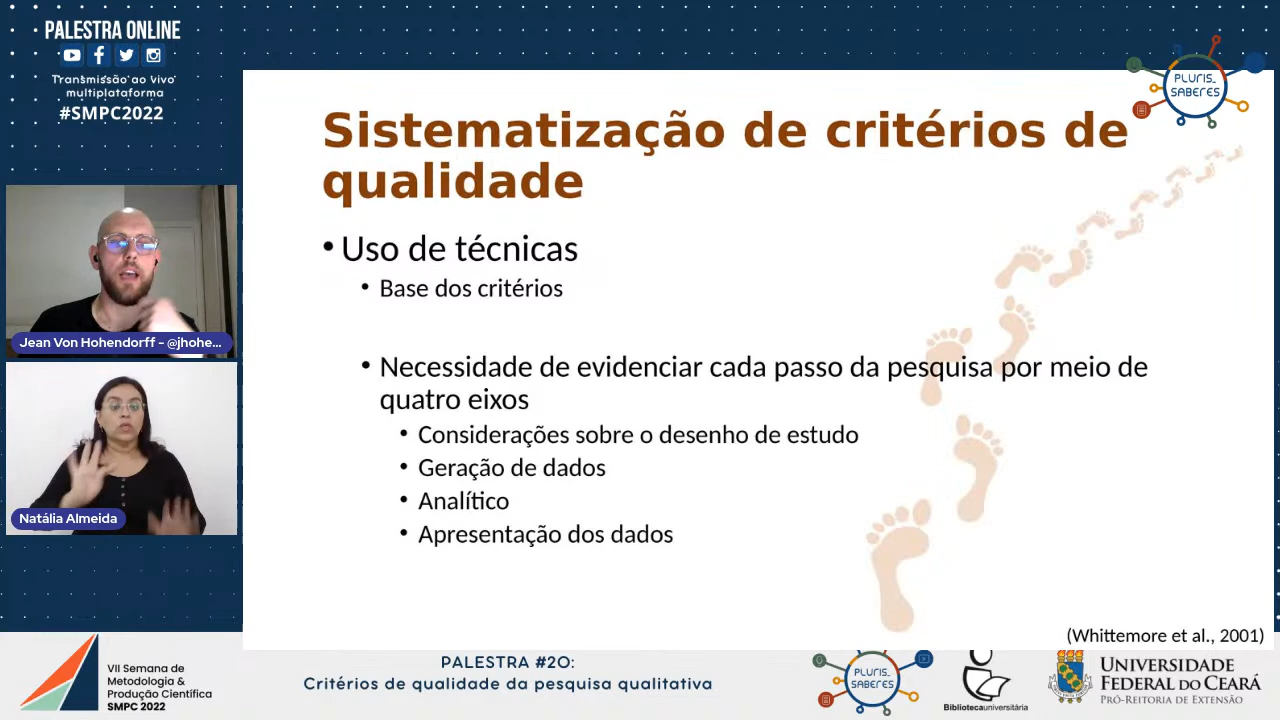 PALESTRA ONLINE
Transmissão ao vivo
multiplataforma
#SMPC2022
PLURIS_
SABERES
Sistematização de critérios de
qualidade
• Uso de técnicas
• Base dos critérios
• Necessidade de evidenciar cada passo da pesquisa por meio de
quatro eixos
• Considerações sobre o desenho de estudo
• Geração de dados
• Analítico
• Apresentação dos dados
(Whittemore et al., 2001)
Jean Von Hohendorff - @jhohe...
Natália Almeida
VII Semana de
Metodologia &
Produção Científica
SMPC 2022
PALESTRA #20:
Critérios de qualidade da pesquisa qualitativa
PLURIS_
SABERES
Bibliotecauniversitária
UNIVERSIDADE
FEDERAL DO CEARÁ
PRÓ-REITORIA DE EXTENSÃO